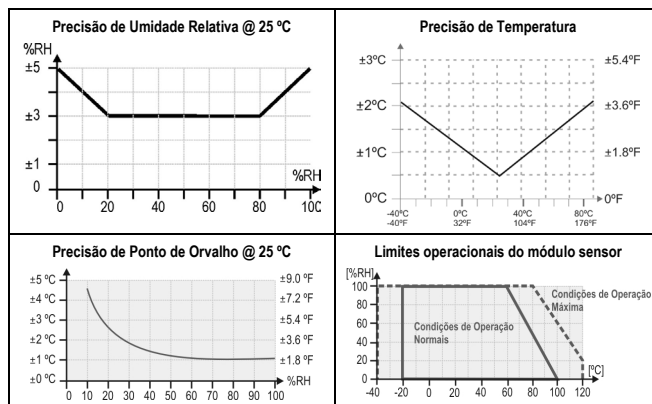 Precisão de Umidade Relativa @ 25 ºC
%RH
±5
±3
±1
0
%RH
0 20 40 60 80 100
Precisão de Temperatura
±3ºC ±5.4ºF
±2ºC ±3.6ºF
±1ºC ±1.8ºF
0ºC 0ºF
-40ºC 0ºC 40ºC 80ºC
-40ºF 32ºF 104ºF 176ºF
Precisão de Ponto de Orvalho @ 25 ºC
±5 ºC ±9.0 ºF
±4 ºC ±7.2 ºF
±3 ºC ±5.4 ºF
±2 ºC ±3.6 ºF
±1 ºC ±1.8 ºF
±0 ºC %RH
0 10 20 30 40 50 60 70 80 90 100
Limites operacionais do módulo sensor
[%RH]
100
80
60
40
20
0
Condições de Operação
Máxima
Condições de Operação
Normais
[ºC]
-40 -20 0 20 40 60 80 100 120